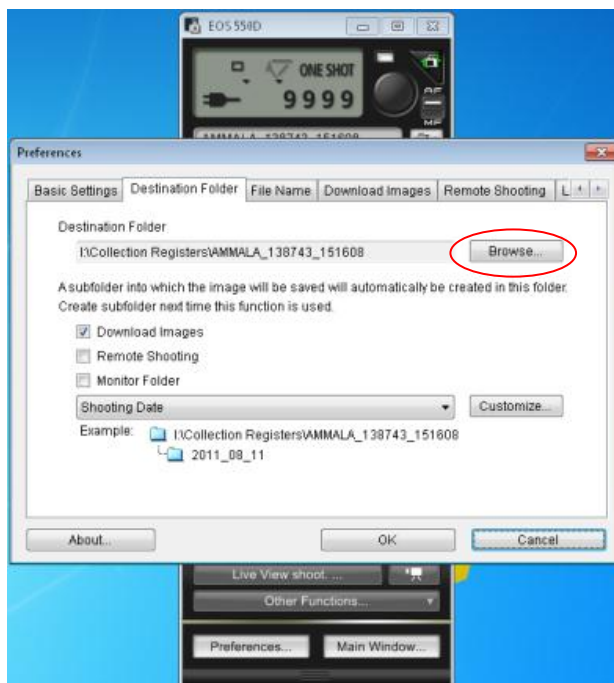 EOS 550D
ONE SHOT
9999
AF
MF
AMMALA_138743_151608
Preferences
Basic Settings Destination Folder File Name Download Images Remote Shooting L
Destination Folder
I:\Collection Registers\AMMALA_138743_151608 Browse...
A subfolder into which the image will be saved will automatically be created in this folder.
Create subfolder next time this function is used.
Download Images
Remote Shooting
Monitor Folder
Shooting Date Customize...
Example: I:\Collection Registers\AMMALA_138743_151608
2011_08_11
About... OK Cancel
Live View shoot. ...
Other Functions...
Preferences... Main Window...